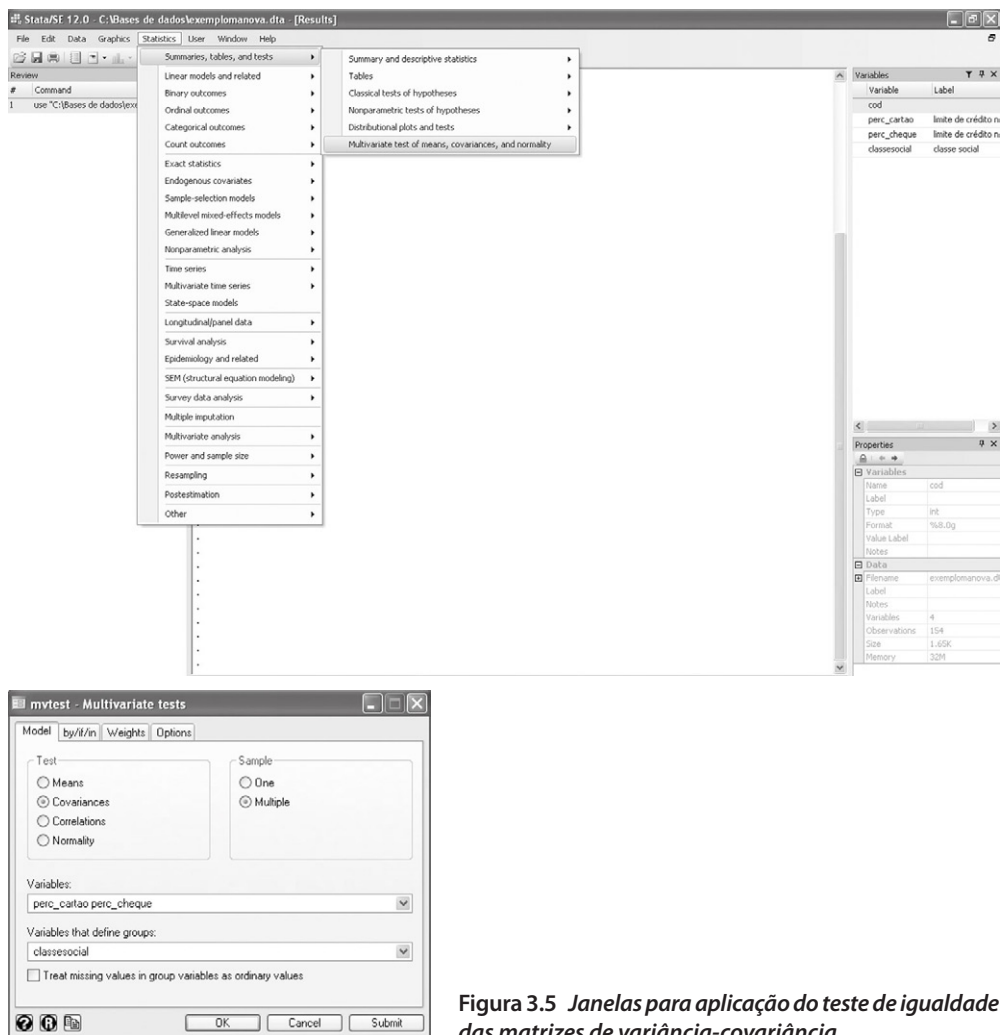 Stata/SE 12.0 - C:\Bases de dados\exemplomanova.dta - [Results]
File Edit Data Graphics Statistics User Window Help
Review
# Command
1 use "C:\Bases de dados\exe
Summaries, tables, and tests
Linear models and related
Binary outcomes
Ordinal outcomes
Categorical outcomes
Count outcomes
Exact statistics
Endogenous covariates
Sample-selection models
Multilevel mixed-effects models
Generalized linear models
Nonparametric analysis
Time series
Multivariate time series
State-space models
Longitudinal/panel data
Survival analysis
Epidemiology and related
SEM (structural equation modeling)
Survey data analysis
Multiple imputation
Multivariate analysis
Power and sample size
Resampling
Postestimation
Other
Summary and descriptive statistics
Tables
Classical tests of hypotheses
Nonparametric tests of hypotheses
Distributional plots and tests
Multivariate test of means, covariances, and normality
Variables
Variable Label
cod
perc_cartao limite de crédito n
perc_cheque limite de crédito n
classesocial classe social
Properties
Variables
Name cod
Label
Type int
Format %8.0g
Value Label
Notes
Data
Filename exemplomanova.d
Label
Notes
Variables 4
Observations 154
Size 1.65K
Memory 32M
mvtest - Multivariate tests
Model by/if/in Weights Options
Test
Means
Covariances
Correlations
Normality
Sample
One
Multiple
Variables:
perc_cartao perc_cheque
Variables that define groups:
classesocial
Treat missing values in group variables as ordinary values
OK Cancel Submit
Figura 3.5 Janelas para aplicação do teste de igualdade
das matrizes de variância-covariância